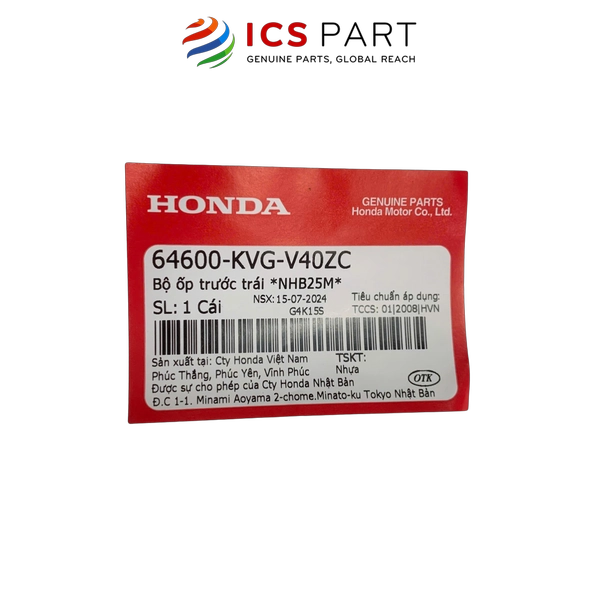 ICS PART
GENUINE PARTS, GLOBAL REACH
HONDA
GENUINE PARTS
Honda Motor Co., Ltd.
64600-KVG-V40ZC
Bộ ốp trước trái *NHB25M*
SL: 1 Cái
NSX: 15-07-2024
G4K15S
Tiêu chuẩn áp dụng:
TCCS: 01|2008|HVN
Sản xuất tại: Cty Honda Việt Nam
Phúc Thắng, Phúc Yên, Vĩnh Phúc
TSKT:
Nhựa
Được sự cho phép của Cty Honda Nhật Bản
OTK
Đ.C 1-1. Minami Aoyama 2-chome.Minato-ku Tokyo Nhật Bản